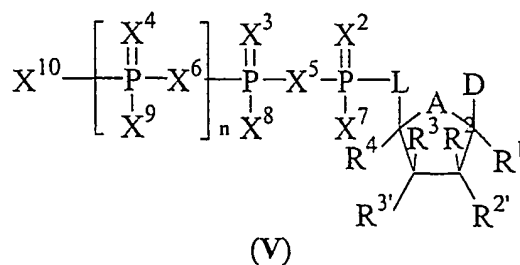 X⁴ X³ X²
X¹⁰ P X⁶ P X⁵ P L A D
X⁹ n X⁸ X⁷ R⁴ R³ R² R¹
R³' R²'
(V)